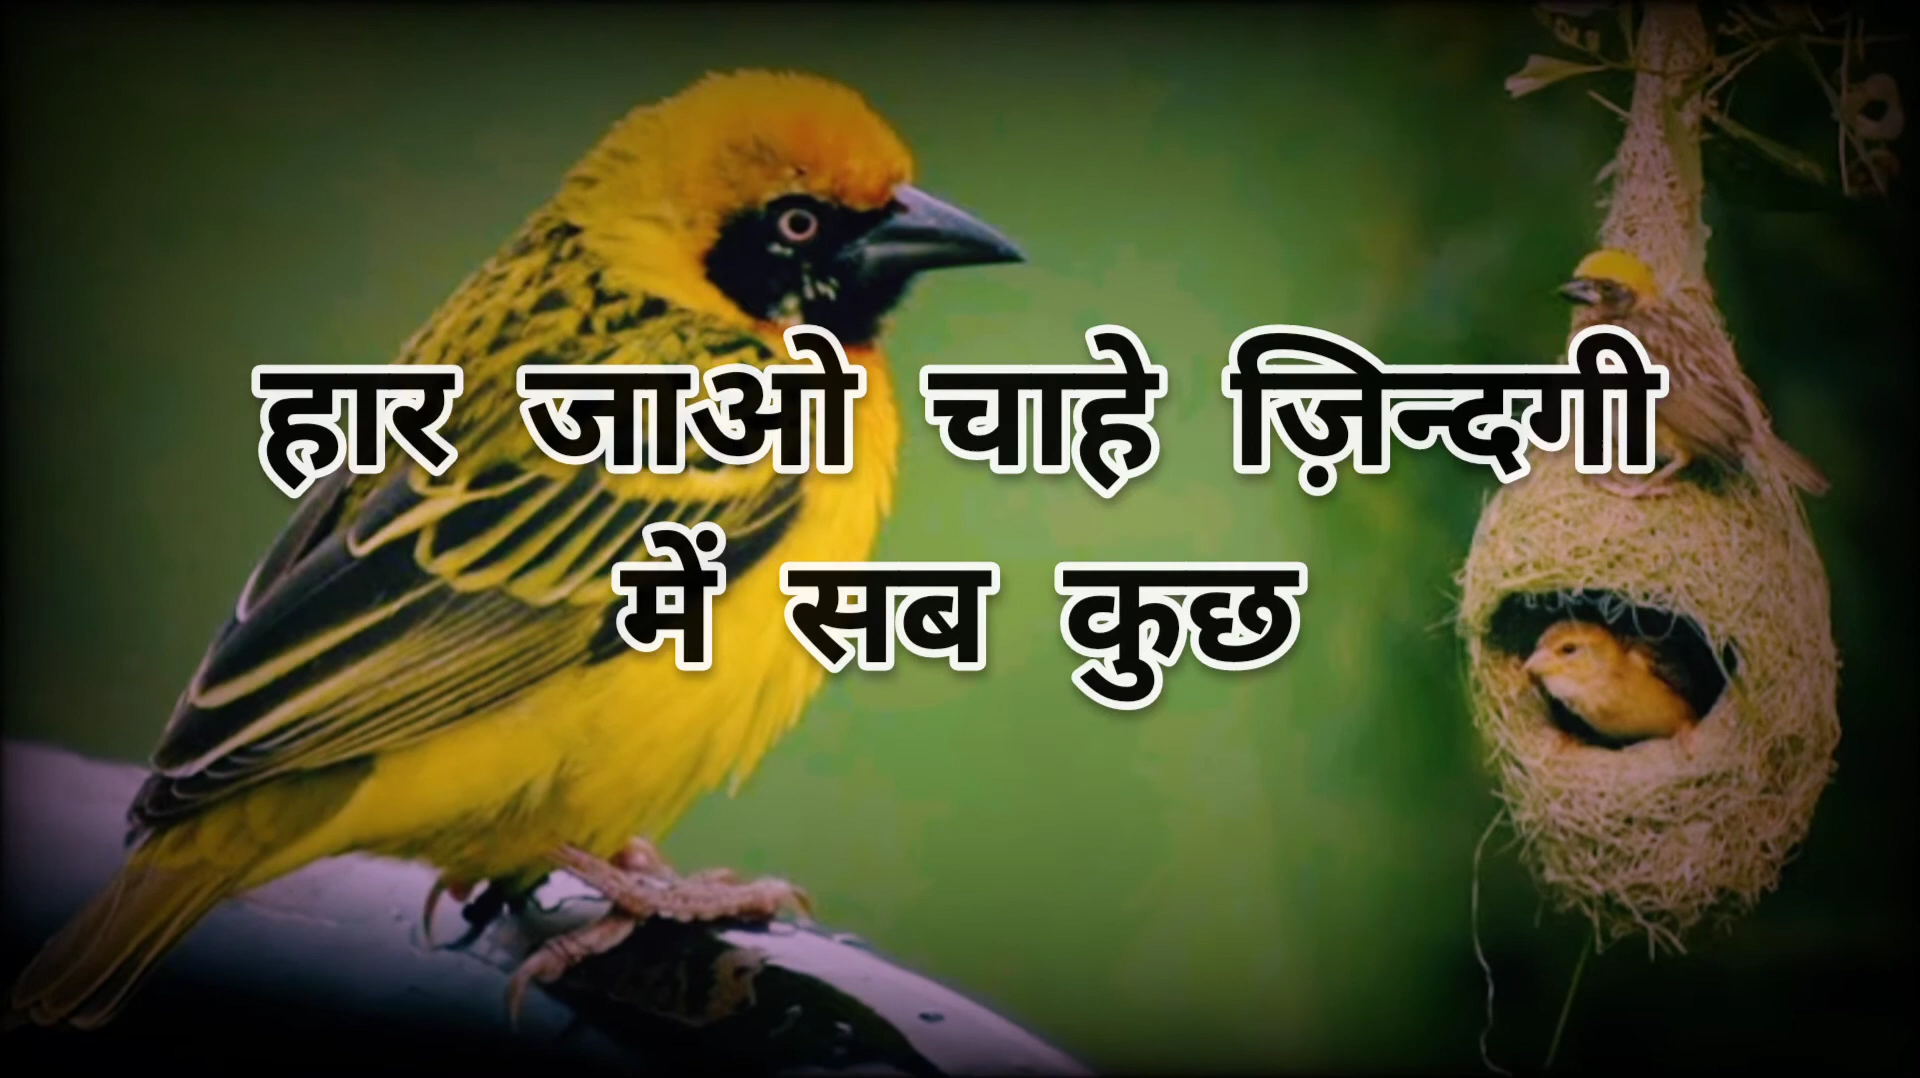 हार जाओ चाहे ज़िन्दगी
में सब कुछ